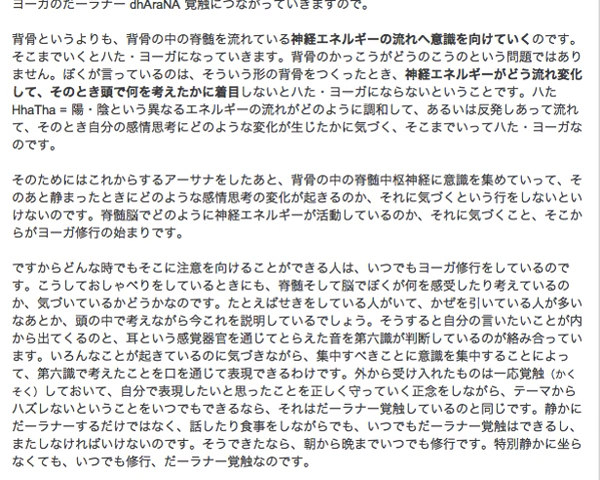 ヨーガのだーラナー dhAraNA 覚触につながっていきますので。
背骨というよりも、背骨の中の脊髄を流れている神経エネルギーの流れへ意識を向けていくのです。
そこまでいくとハた・ヨーガになっていきます。背骨のかっこうがどうのこうのという問題ではあり
ません。ぼくが言っているのは、そういう形の背骨をつくったとき、神経エネルギーがどう流れ変化
して、そのとき頭で何を考えたかに着目しないとハた・ヨーガにならないということです。ハた
HhaTha = 陽・陰という異なるエネルギーの流れがどのように調和して、あるいは反発しあって流れ
て、そのとき自分の感情思考にどのような変化が生じたかに気づく、そこまでいってハた・ヨーガな
のです。
そのためにはこれからするアーサナをしたあと、背骨の中の脊髄中枢神経に意識を集めていって、そ
のあと静まったときにどのような感情思考の変化が起きるのか、それに気づくという行をしないとい
けないのです。脊髄脳でどのように神経エネルギーが活動しているのか、それに気づくこと、そこか
らがヨーガ修行の始まりです。
ですからどんな時でもそこに注意を向けることができる人は、いつでもヨーガ修行をしているので
す。こうしておしゃべりをしているときにも、脊髄そして脳でぼくが何を感受したり考えているの
か、気づいているかどうかなのです。たとえばせきをしている人がいて、かぜを引いている人が多い
なあとか、頭の中で考えながら今これを説明しているでしょう。そうすると自分の言いたいことが内
から出てくるのと、耳という感覚器官を通じてとらえた音を第六識が判断しているのが絡み合ってい
ます。いろんなことが起きているのに気づきながら、集中すべきことに意識を集中することによっ
て、第六識で考えたことを口を通じて表現できるわけです。外から受け入れたものは一応覚触（かく
そく）しておいて、自分で表現したいと思ったことを正しく守っていく正念をしながら、テーマから
ハズしないということをいつでもできるなら、それはだーラナー覚触しているのと同じです。静かに
だーラナーするだけではなく、話したり食事をしながらでも、いつでもだーラナー覚触はできるし、
またしなければいけないのです。そうできたなら、朝から晩までいつでも修行です。特別静かに坐ら
なくても、いつでも修行、だーラナー覚触なのです。